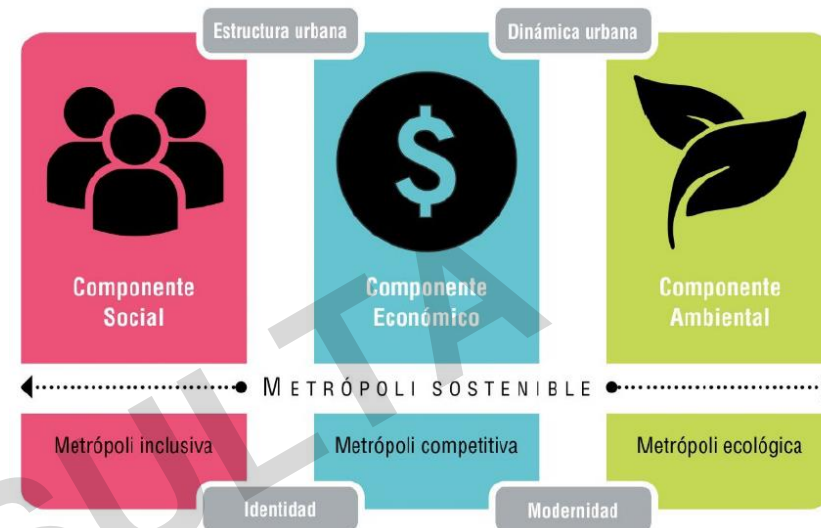 Estructura urbana
Dinámica urbana
$
Componente
Social
Componente
Económico
Componente
Ambiental
METRÓPOLI SOSTENIBLE
Metrópoli inclusiva
Metrópoli competitiva
Metrópoli ecológica
Identidad
Modernidad
SULTA